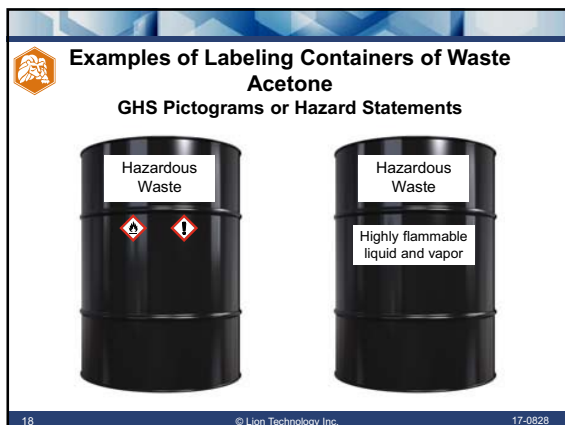 Examples of Labeling Containers of Waste
Acetone
GHS Pictograms or Hazard Statements
Hazardous
Waste
Hazardous
Waste
Highly flammable
liquid and vapor
18
© Lion Technology Inc.
17-0828